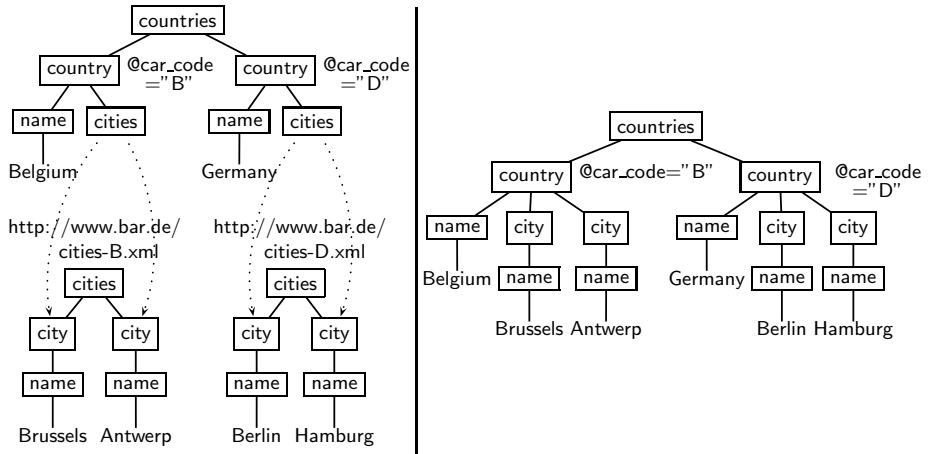 countries
country
@car_code
="B"
country
@car_code
="D"
name
cities
name
cities
Belgium
Germany
http://www.bar.de/
cities-B.xml
http://www.bar.de/
cities-D.xml
cities
cities
city
city
city
city
name
name
name
name
Brussels
Antwerp
Berlin
Hamburg
countries
country
@car_code="B"
country
@car_code
="D"
name
city
city
name
city
city
Belgium
name
name
Germany
name
name
Brussels
Antwerp
Berlin
Hamburg